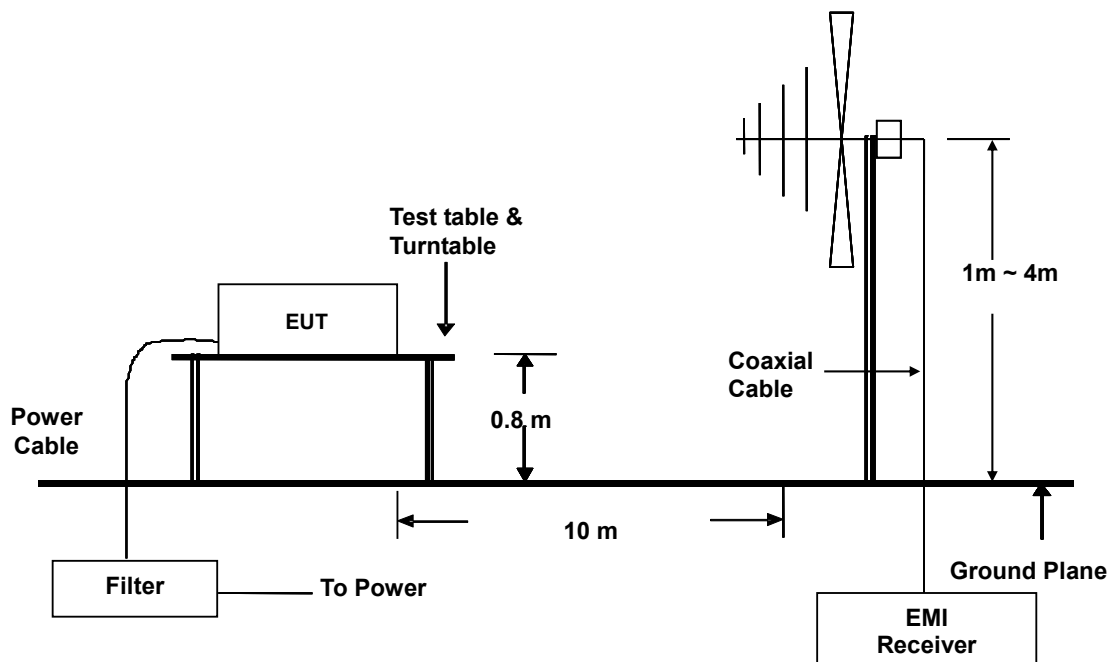 Test table &
Turntable
EUT
1m ~ 4m
Coaxial
Cable
0.8 m
Power
Cable
10 m
Filter
To Power
Ground Plane
EMI
Receiver